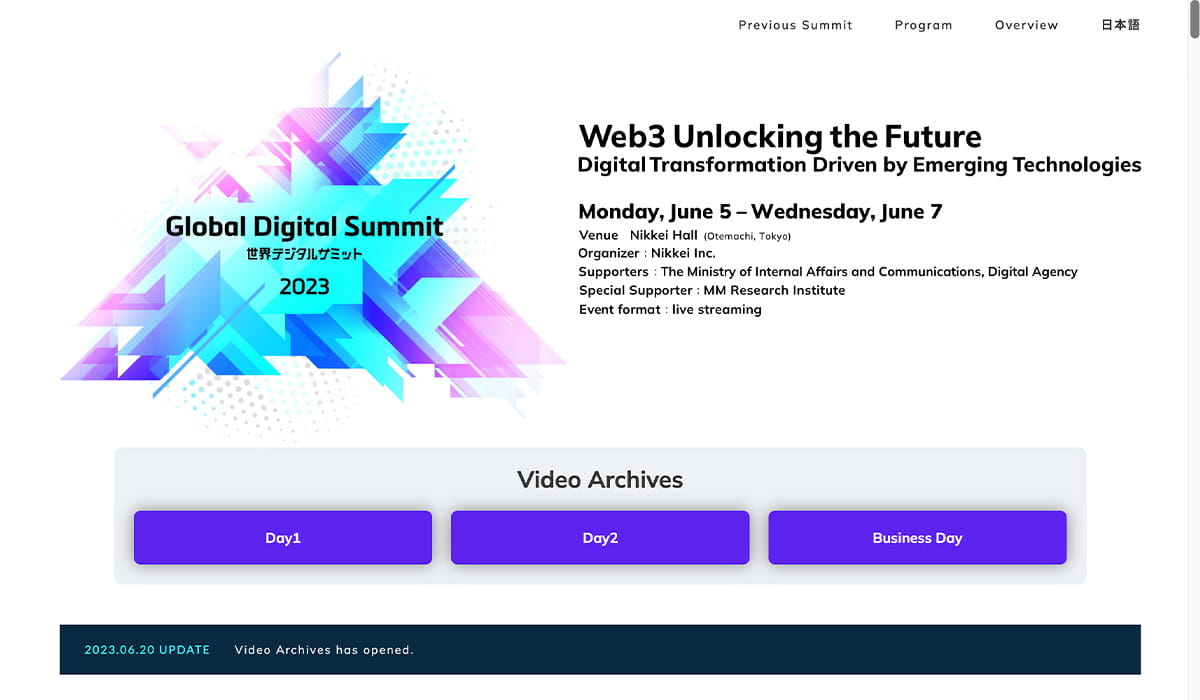 Previous Summit Program Overview 日本語
Global Digital Summit
世界デジタルサミット
2023
Web3 Unlocking the Future
Digital Transformation Driven by Emerging Technologies
Monday, June 5 – Wednesday, June 7
Venue Nikkei Hall (Otemachi, Tokyo)
Organizer : Nikkei Inc.
Supporters : The Ministry of Internal Affairs and Communications, Digital Agency
Special Supporter : MM Research Institute
Event format : live streaming
Video Archives
Day1 Day2 Business Day
2023.06.20 UPDATE Video Archives has opened.